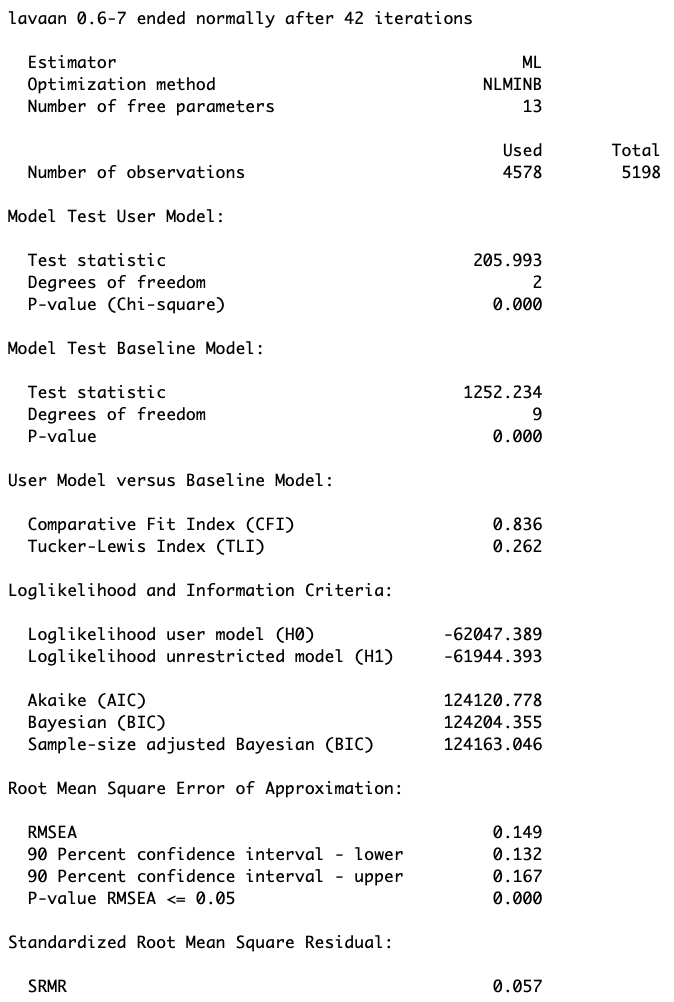 lavaan 0.6-7 ended normally after 42 iterations
Estimator ML
Optimization method NLMINB
Number of free parameters 13
Used Total
Number of observations 4578 5198
Model Test User Model:
Test statistic 205.993
Degrees of freedom 2
P-value (Chi-square) 0.000
Model Test Baseline Model:
Test statistic 1252.234
Degrees of freedom 9
P-value 0.000
User Model versus Baseline Model:
Comparative Fit Index (CFI) 0.836
Tucker-Lewis Index (TLI) 0.262
Loglikelihood and Information Criteria:
Loglikelihood user model (H0) -62047.389
Loglikelihood unrestricted model (H1) -61944.393
Akaike (AIC) 124120.778
Bayesian (BIC) 124204.355
Sample-size adjusted Bayesian (BIC) 124163.046
Root Mean Square Error of Approximation:
RMSEA 0.149
90 Percent confidence interval - lower 0.132
90 Percent confidence interval - upper 0.167
P-value RMSEA <= 0.05 0.000
Standardized Root Mean Square Residual:
SRMR 0.057